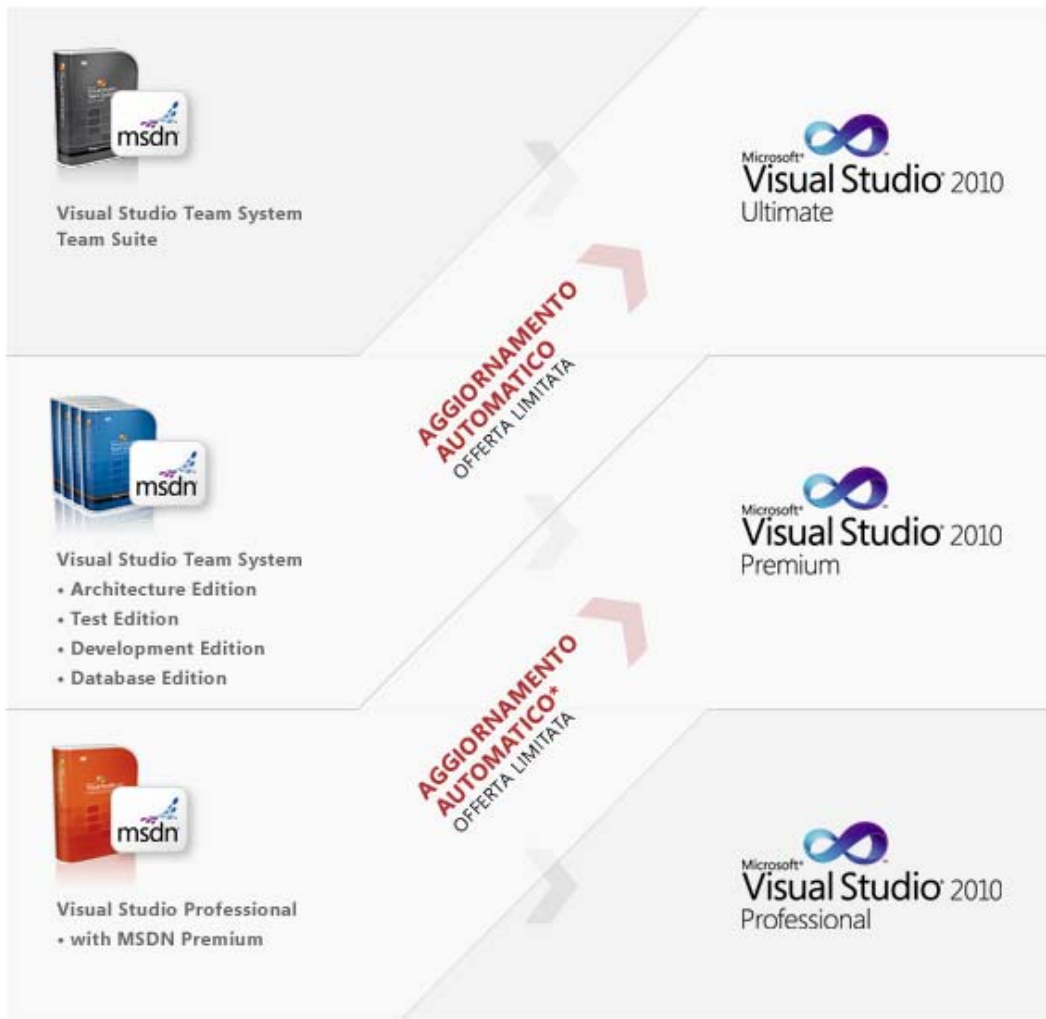 msdn
Visual Studio Team System
Team Suite
Microsoft®
Visual Studio® 2010
Ultimate
AGGIORNAMENTO
AUTOMATICO
OFFERTA LIMITATA
msdn
Visual Studio Team System
• Architecture Edition
• Test Edition
• Development Edition
• Database Edition
Microsoft®
Visual Studio® 2010
Premium
AGGIORNAMENTO
AUTOMATICO*
OFFERTA LIMITATA
msdn
Visual Studio Professional
• with MSDN Premium
Microsoft®
Visual Studio® 2010
Professional